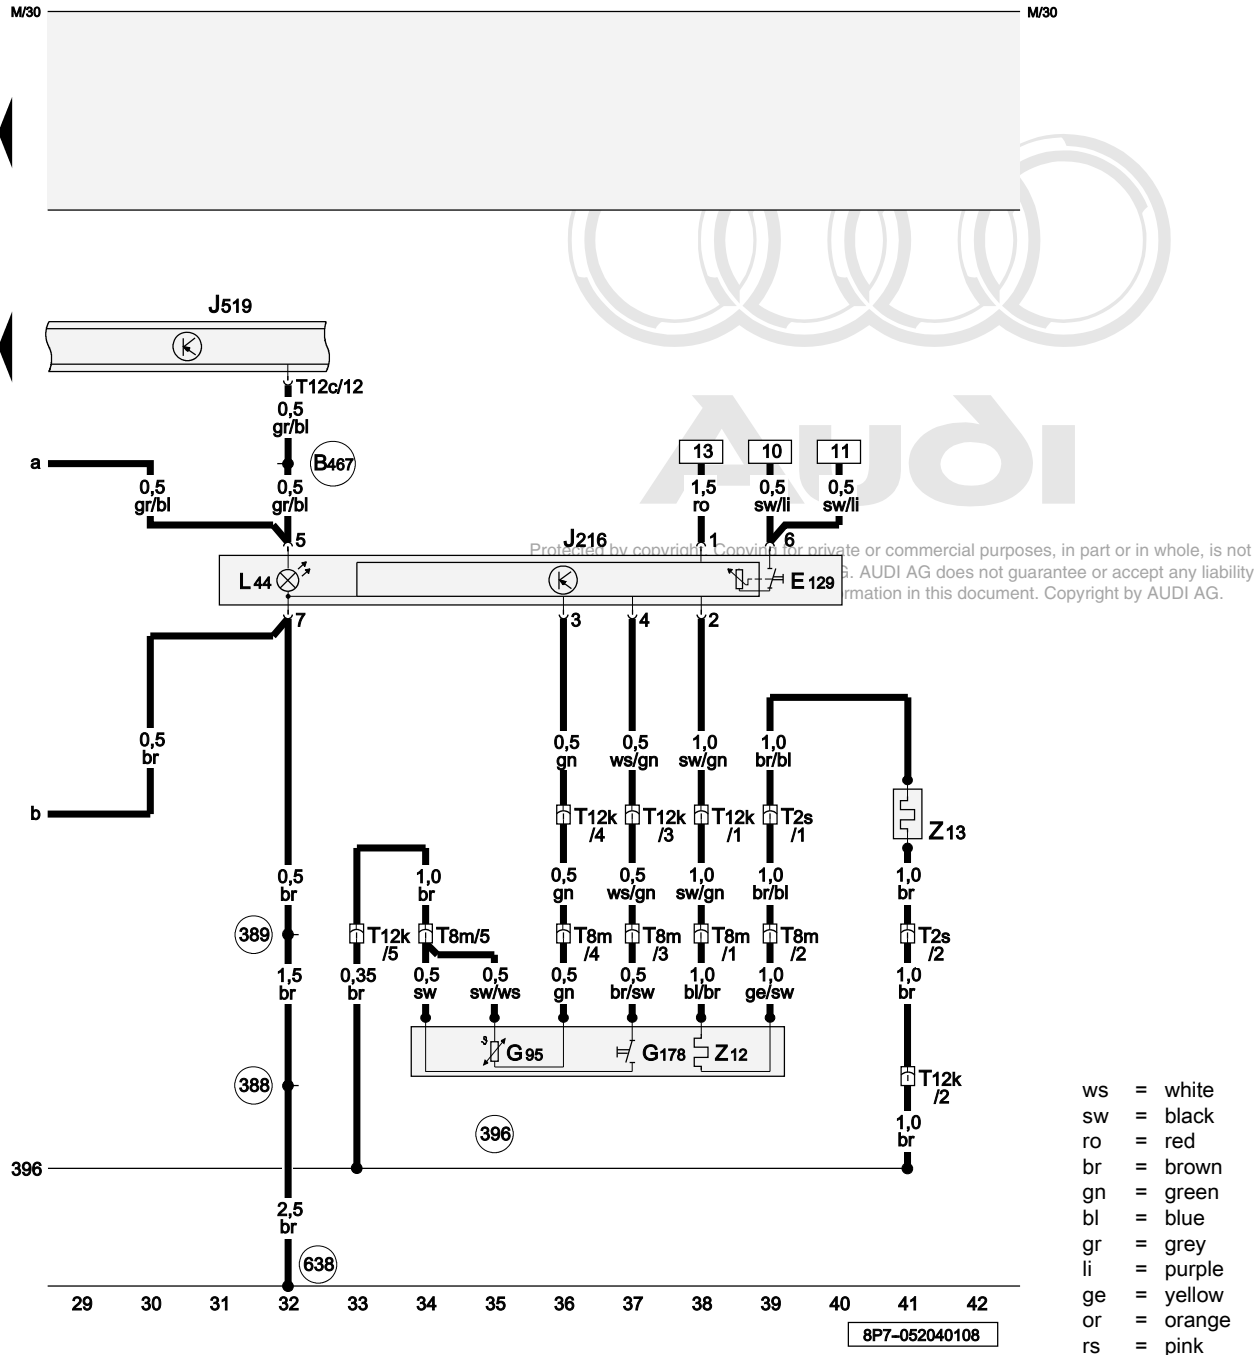 M/30 M/30
J519
T12c/12
0,5
gr/bl
a
B467
13 10 11
0,5
gr/bl
0,5
gr/bl
1,5
ro
0,5
sw/li
0,5
sw/li
AUDI
5 J216 1 6
Protected by copyright. Copying for private or commercial purposes, in part or in whole, is not
G. AUDI AG does not guarantee or accept any liability
rmation in this document. Copyright by AUDI AG.
L44 E129
7 3 4 2
0,5
br
0,5
gn
0,5
ws/gn
1,0
sw/gn
1,0
br/bl
b
T12k
/4
T12k
/3
T12k
/1
T2s
/1
Z13
0,5
br
1,0
br
0,5
gn
0,5
ws/gn
1,0
sw/gn
1,0
br/bl
1,0
br
389
T12k
/5
T8m/5
T8m
/4
T8m
/3
T8m
/1
T8m
/2
T2s
/2
1,5
br
0,35
br
0,5
sw
0,5
sw/ws
0,5
gn
0,5
br/sw
1,0
bl/br
1,0
ge/sw
1,0
br
G95 G178 Z12
388
T12k
/2
396
1,0
br
396
2,5
br
638
29 30 31 32 33 34 35 36 37 38 39 40 41 42
8P7-052040108
ws = white
sw = black
ro = red
br = brown
gn = green
bl = blue
gr = grey
li = purple
ge = yellow
or = orange
rs = pink